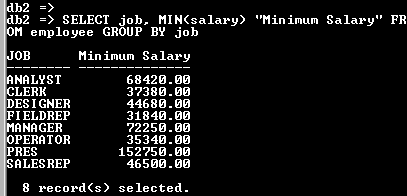 db2 =>
db2 => SELECT job, MIN(salary) "Minimum Salary" FR
OM employee GROUP BY job
JOB Minimum Salary
-------- --------------
ANALYST 68420.00
CLERK 37380.00
DESIGNER 44680.00
FIELDREP 31840.00
MANAGER 72250.00
OPERATOR 35340.00
PRES 152750.00
SALESREP 46500.00
8 record(s) selected.